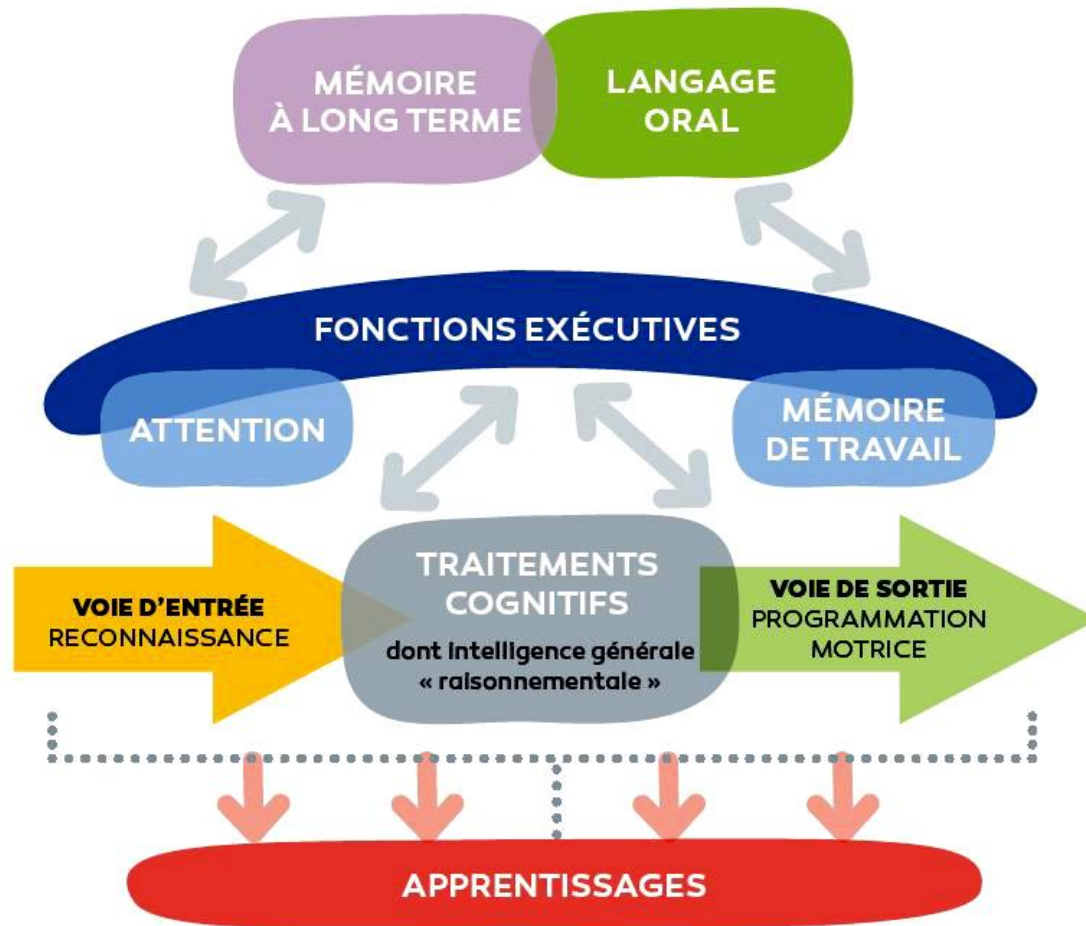 MÉMOIRE
À LONG TERME
LANGAGE
ORAL
FONCTIONS EXÉCUTIVES
ATTENTION
MÉMOIRE
DE TRAVAIL
VOIE D'ENTRÉE
RECONNAISSANCE
TRAITEMENTS
COGNITIFS
dont intelligence générale
« raisonnementale »
VOIE DE SORTIE
PROGRAMMATION
MOTRICE
APPRENTISSAGES